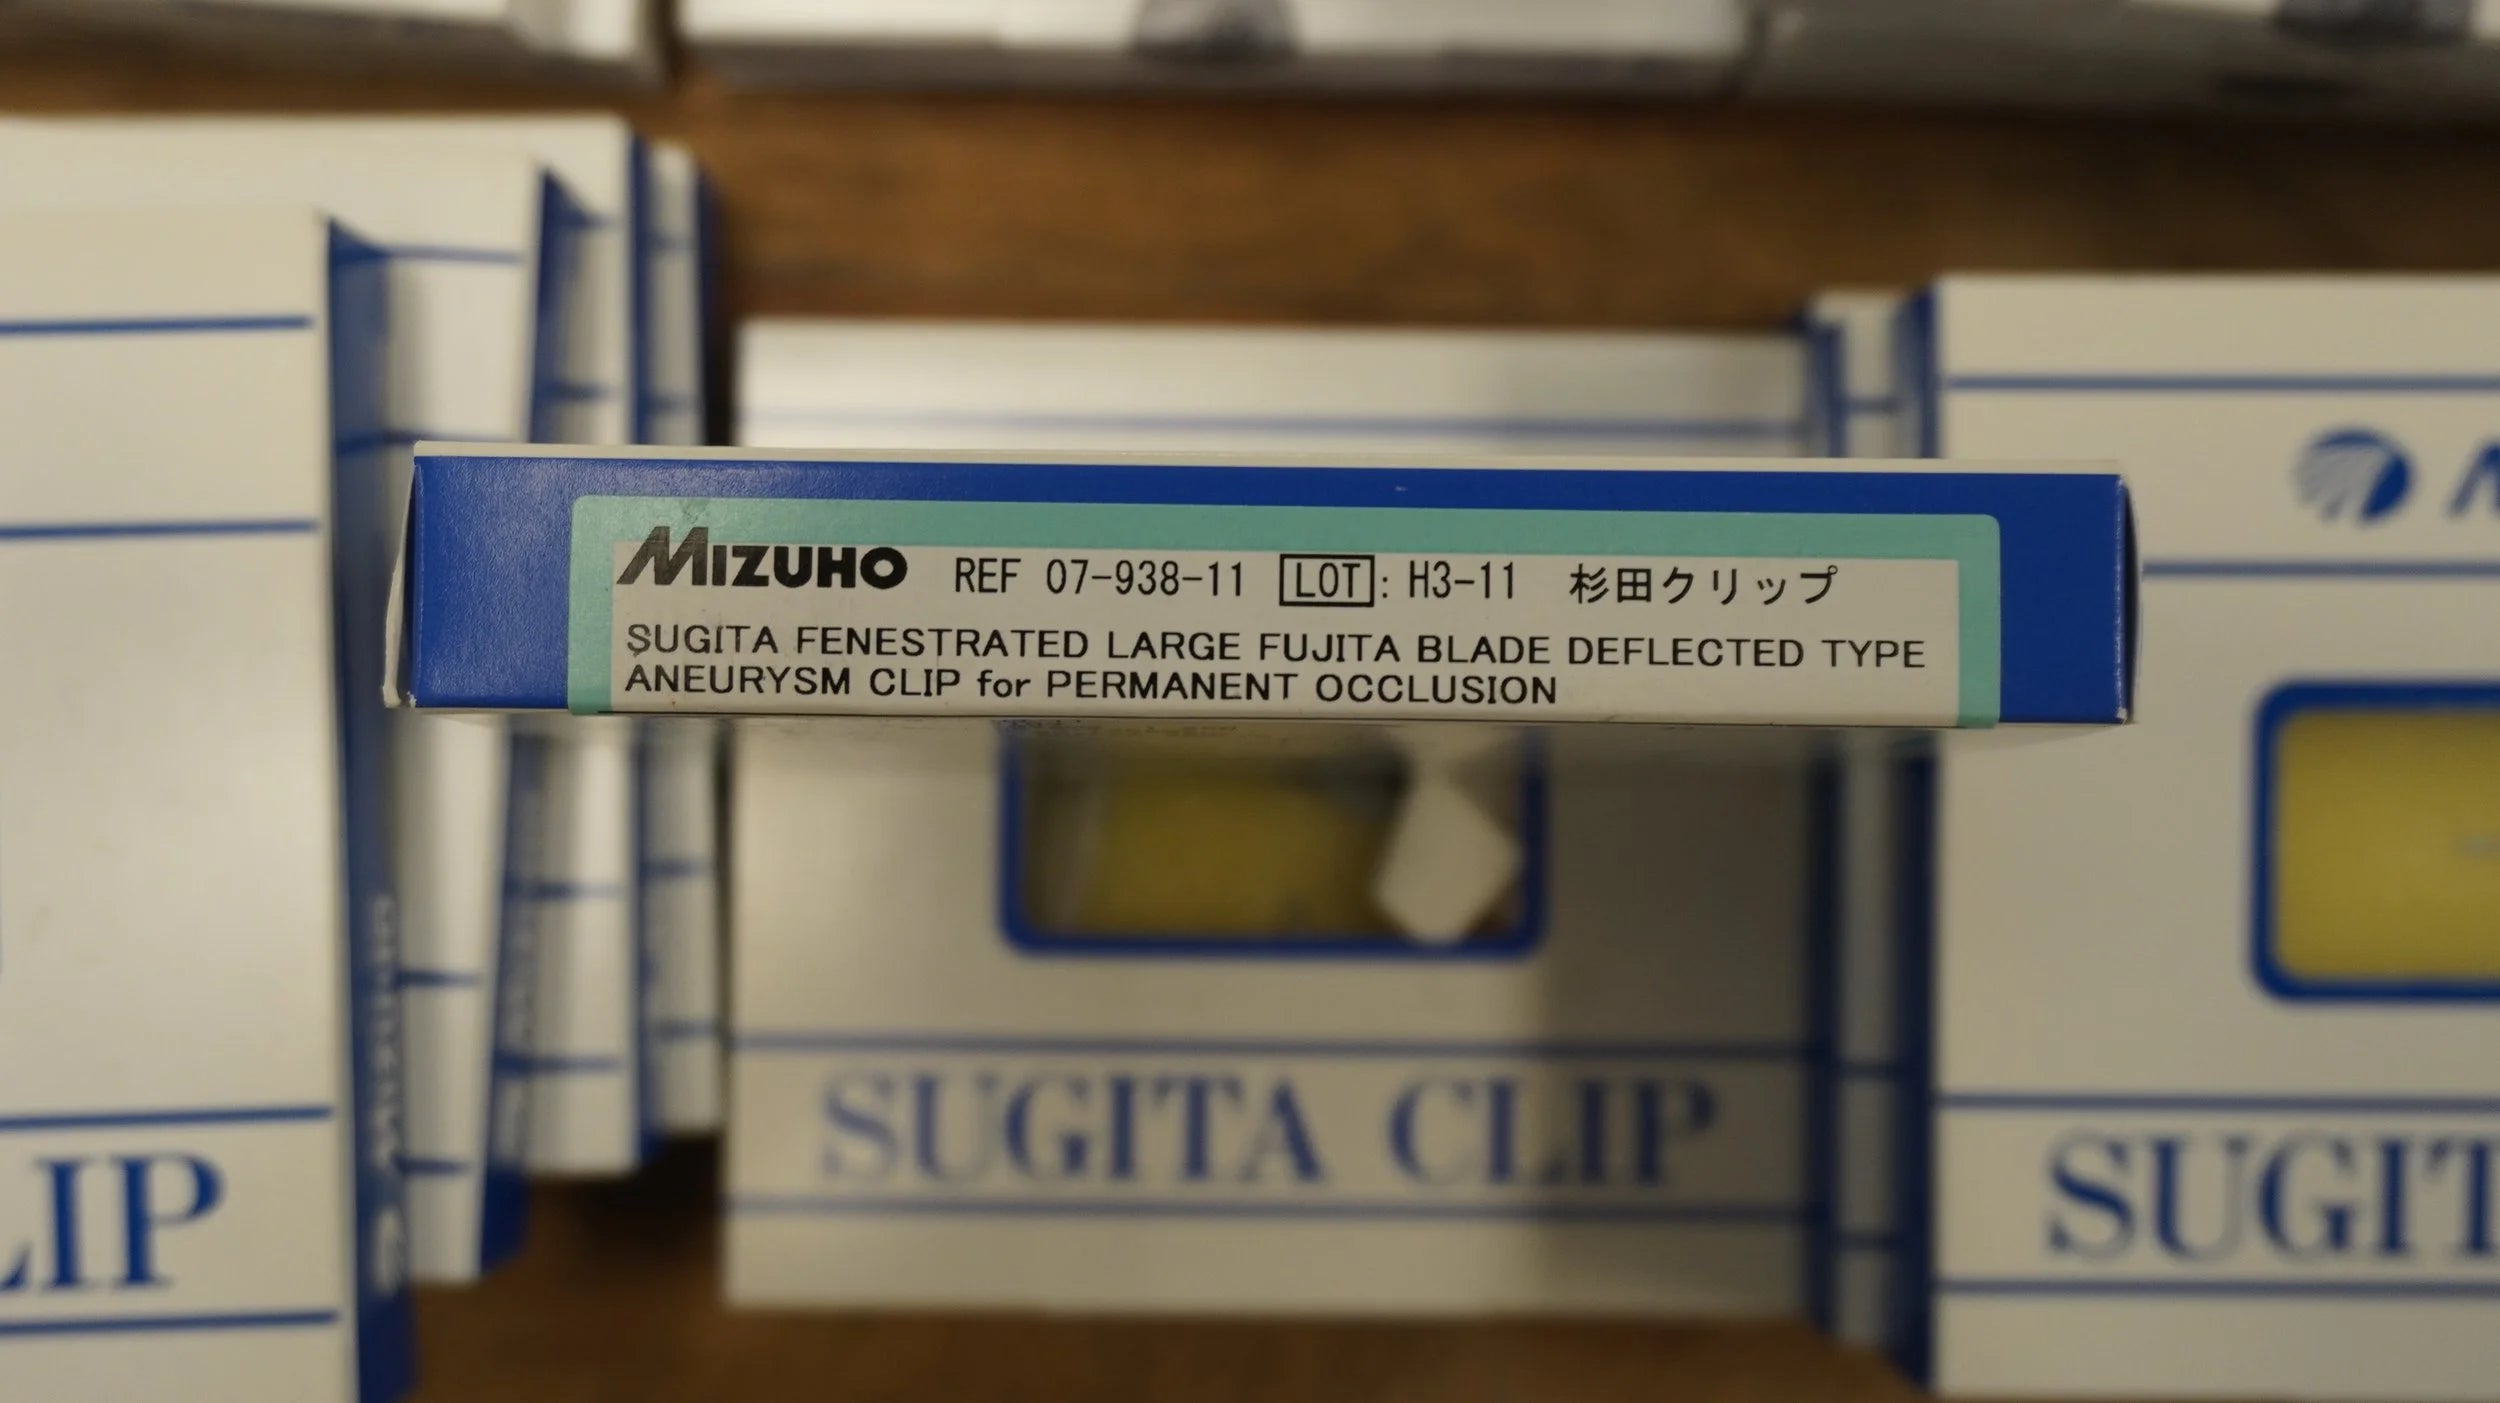 MIZUHO REF 07-938-11 LOT: H3-11 杉田クリップ
SUGITA FENESTRATED LARGE FUJITA BLADE DEFLECTED TYPE
ANEURYSM CLIP for PERMANENT OCCLUSION
LIP
SUGITA CLIP
SUGIT